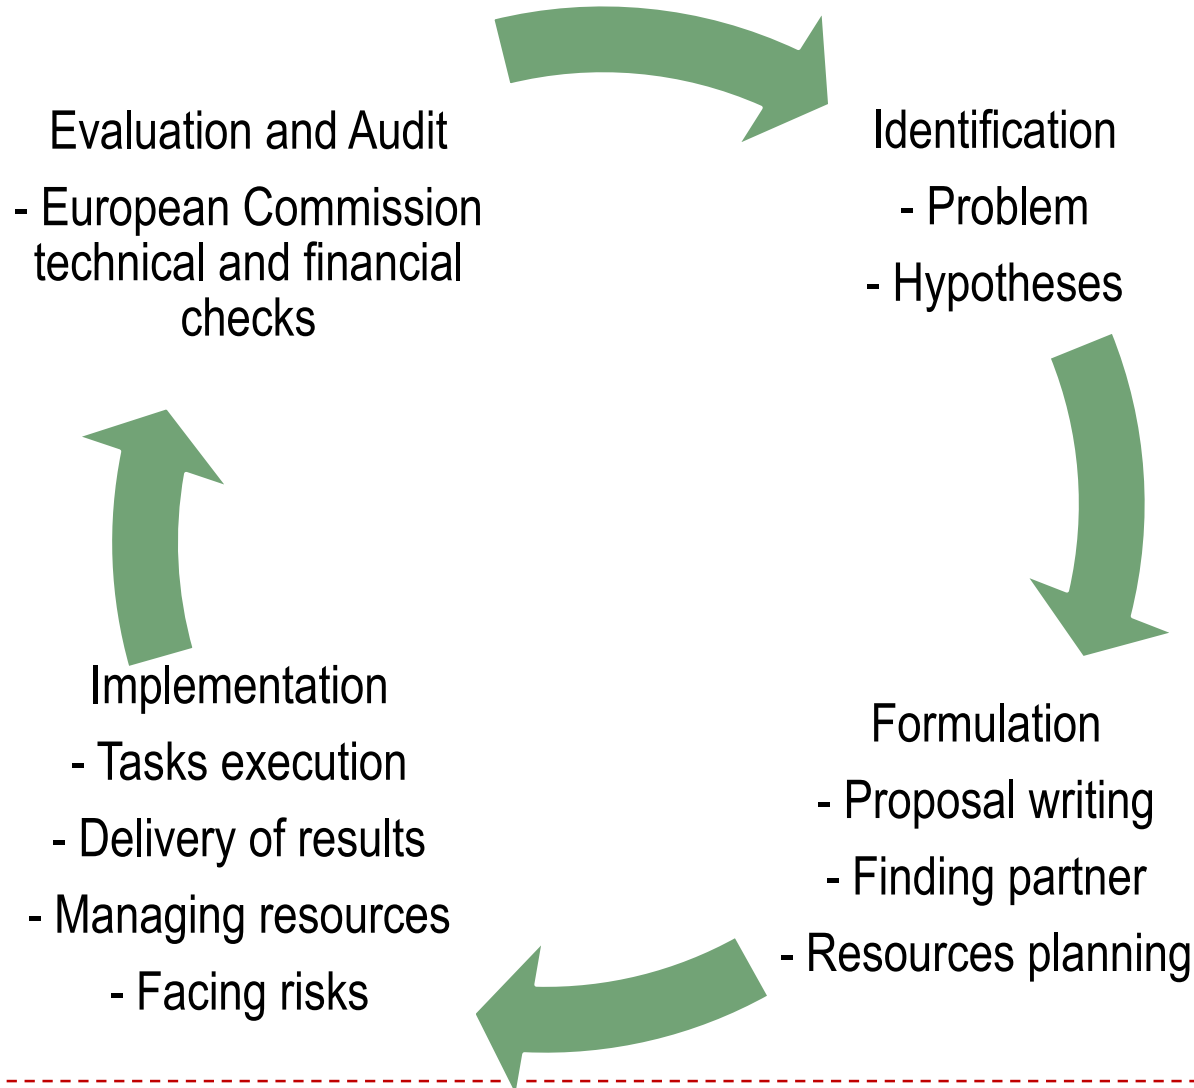 Evaluation and Audit
- European Commission
technical and financial
checks
Identification
- Problem
- Hypotheses
Formulation
- Proposal writing
- Finding partner
- Resources planning
Implementation
- Tasks execution
- Delivery of results
- Managing resources
- Facing risks